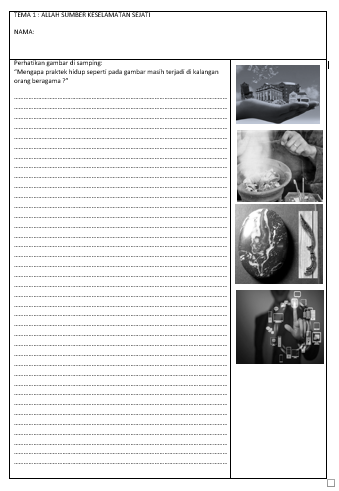 TEMA 1 : ALLAH SUMBER KESELAMATAN SEJATI
NAMA:
Perhatikan gambar di samping:
"Mengapa praktek hidup seperti pada gambar masih terjadi di kalangan
orang beragama ?"